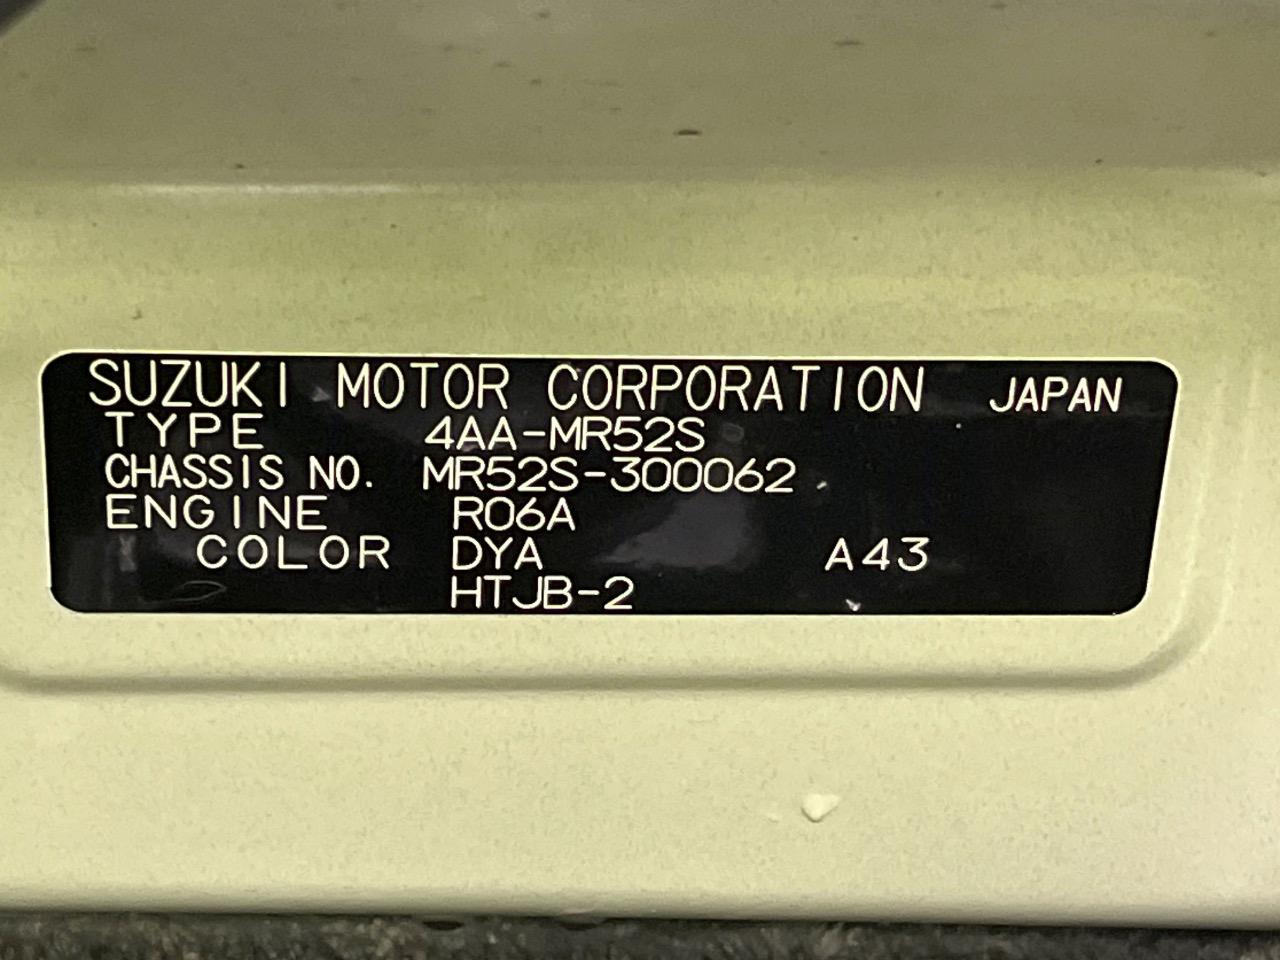 SUZUKI MOTOR CORPORATION JAPAN
TYPE 4AA-MR52S
CHASSIS NO. MR52S-300062
ENGINE R06A
COLOR DYA A43
HTJB-2